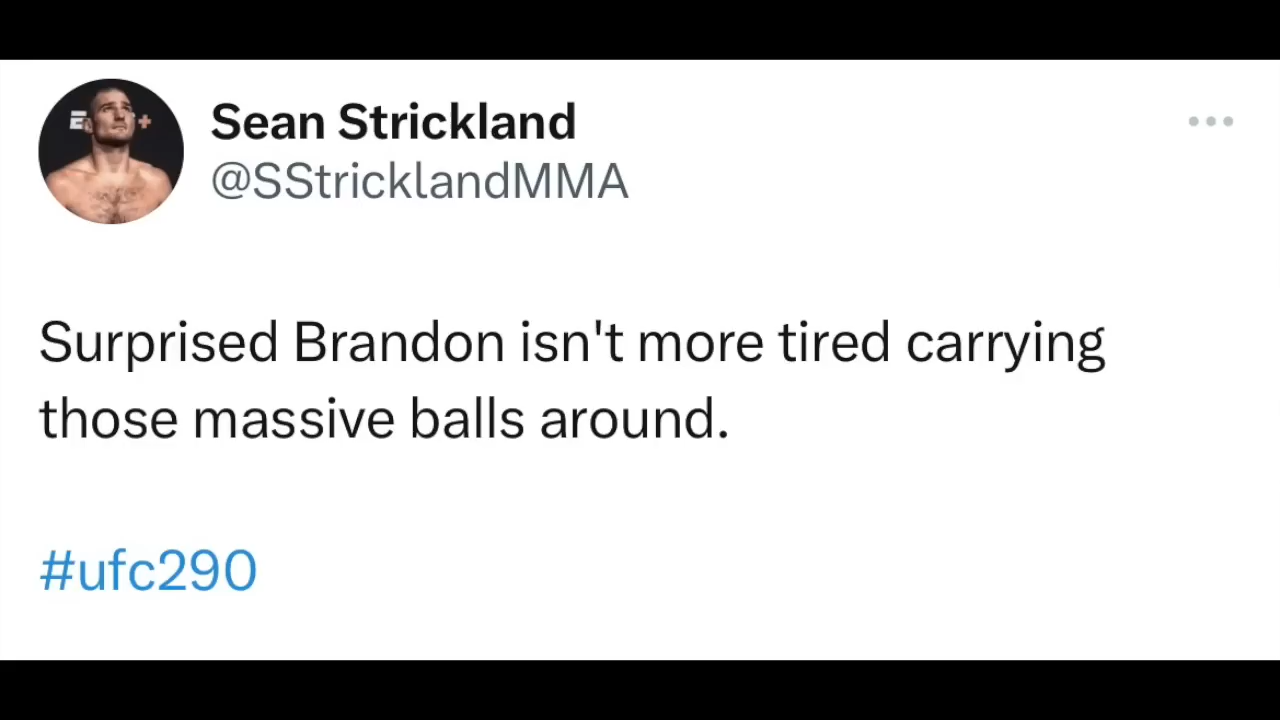 Sean Strickland
@SStricklandMMA
Surprised Brandon isn't more tired carrying
those massive balls around.
#ufc290